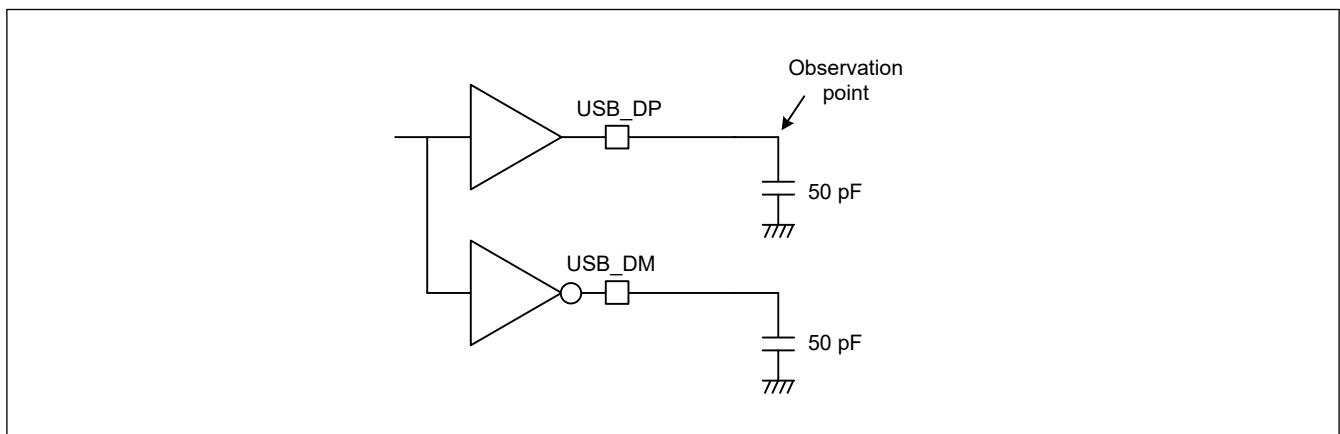 Observation
point
USB_DP
50 pF
USB_DM
50 pF